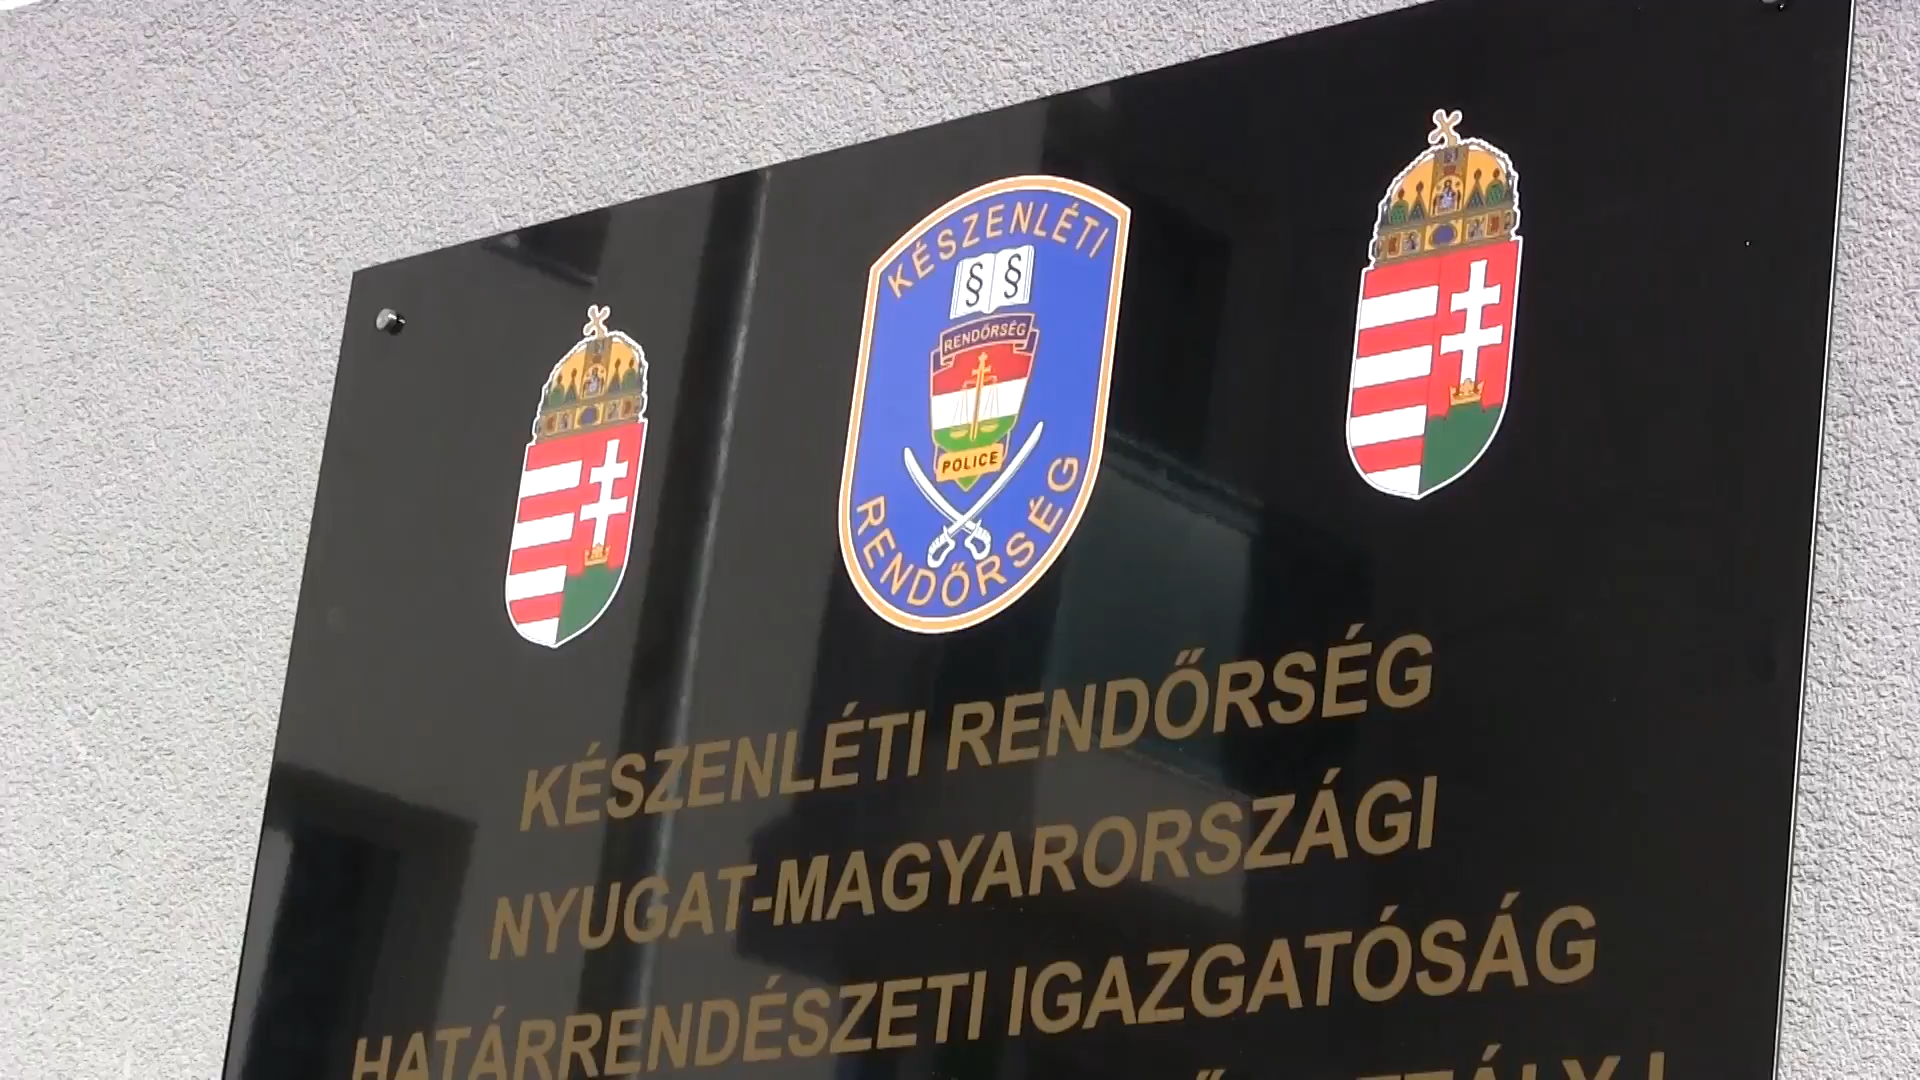 KÉSZENLÉTI
§ §
RENDŐRSÉG
POLICE
RENDŐRSÉG
KÉSZENLÉTI RENDŐRSÉG
NYUGAT-MAGYARORSZÁGI
HATÁRRENDÉSZETI IGAZGATÓSÁG